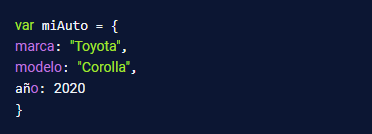 var miAuto = {
marca: "Toyota",
modelo: "Corolla",
año: 2020
}